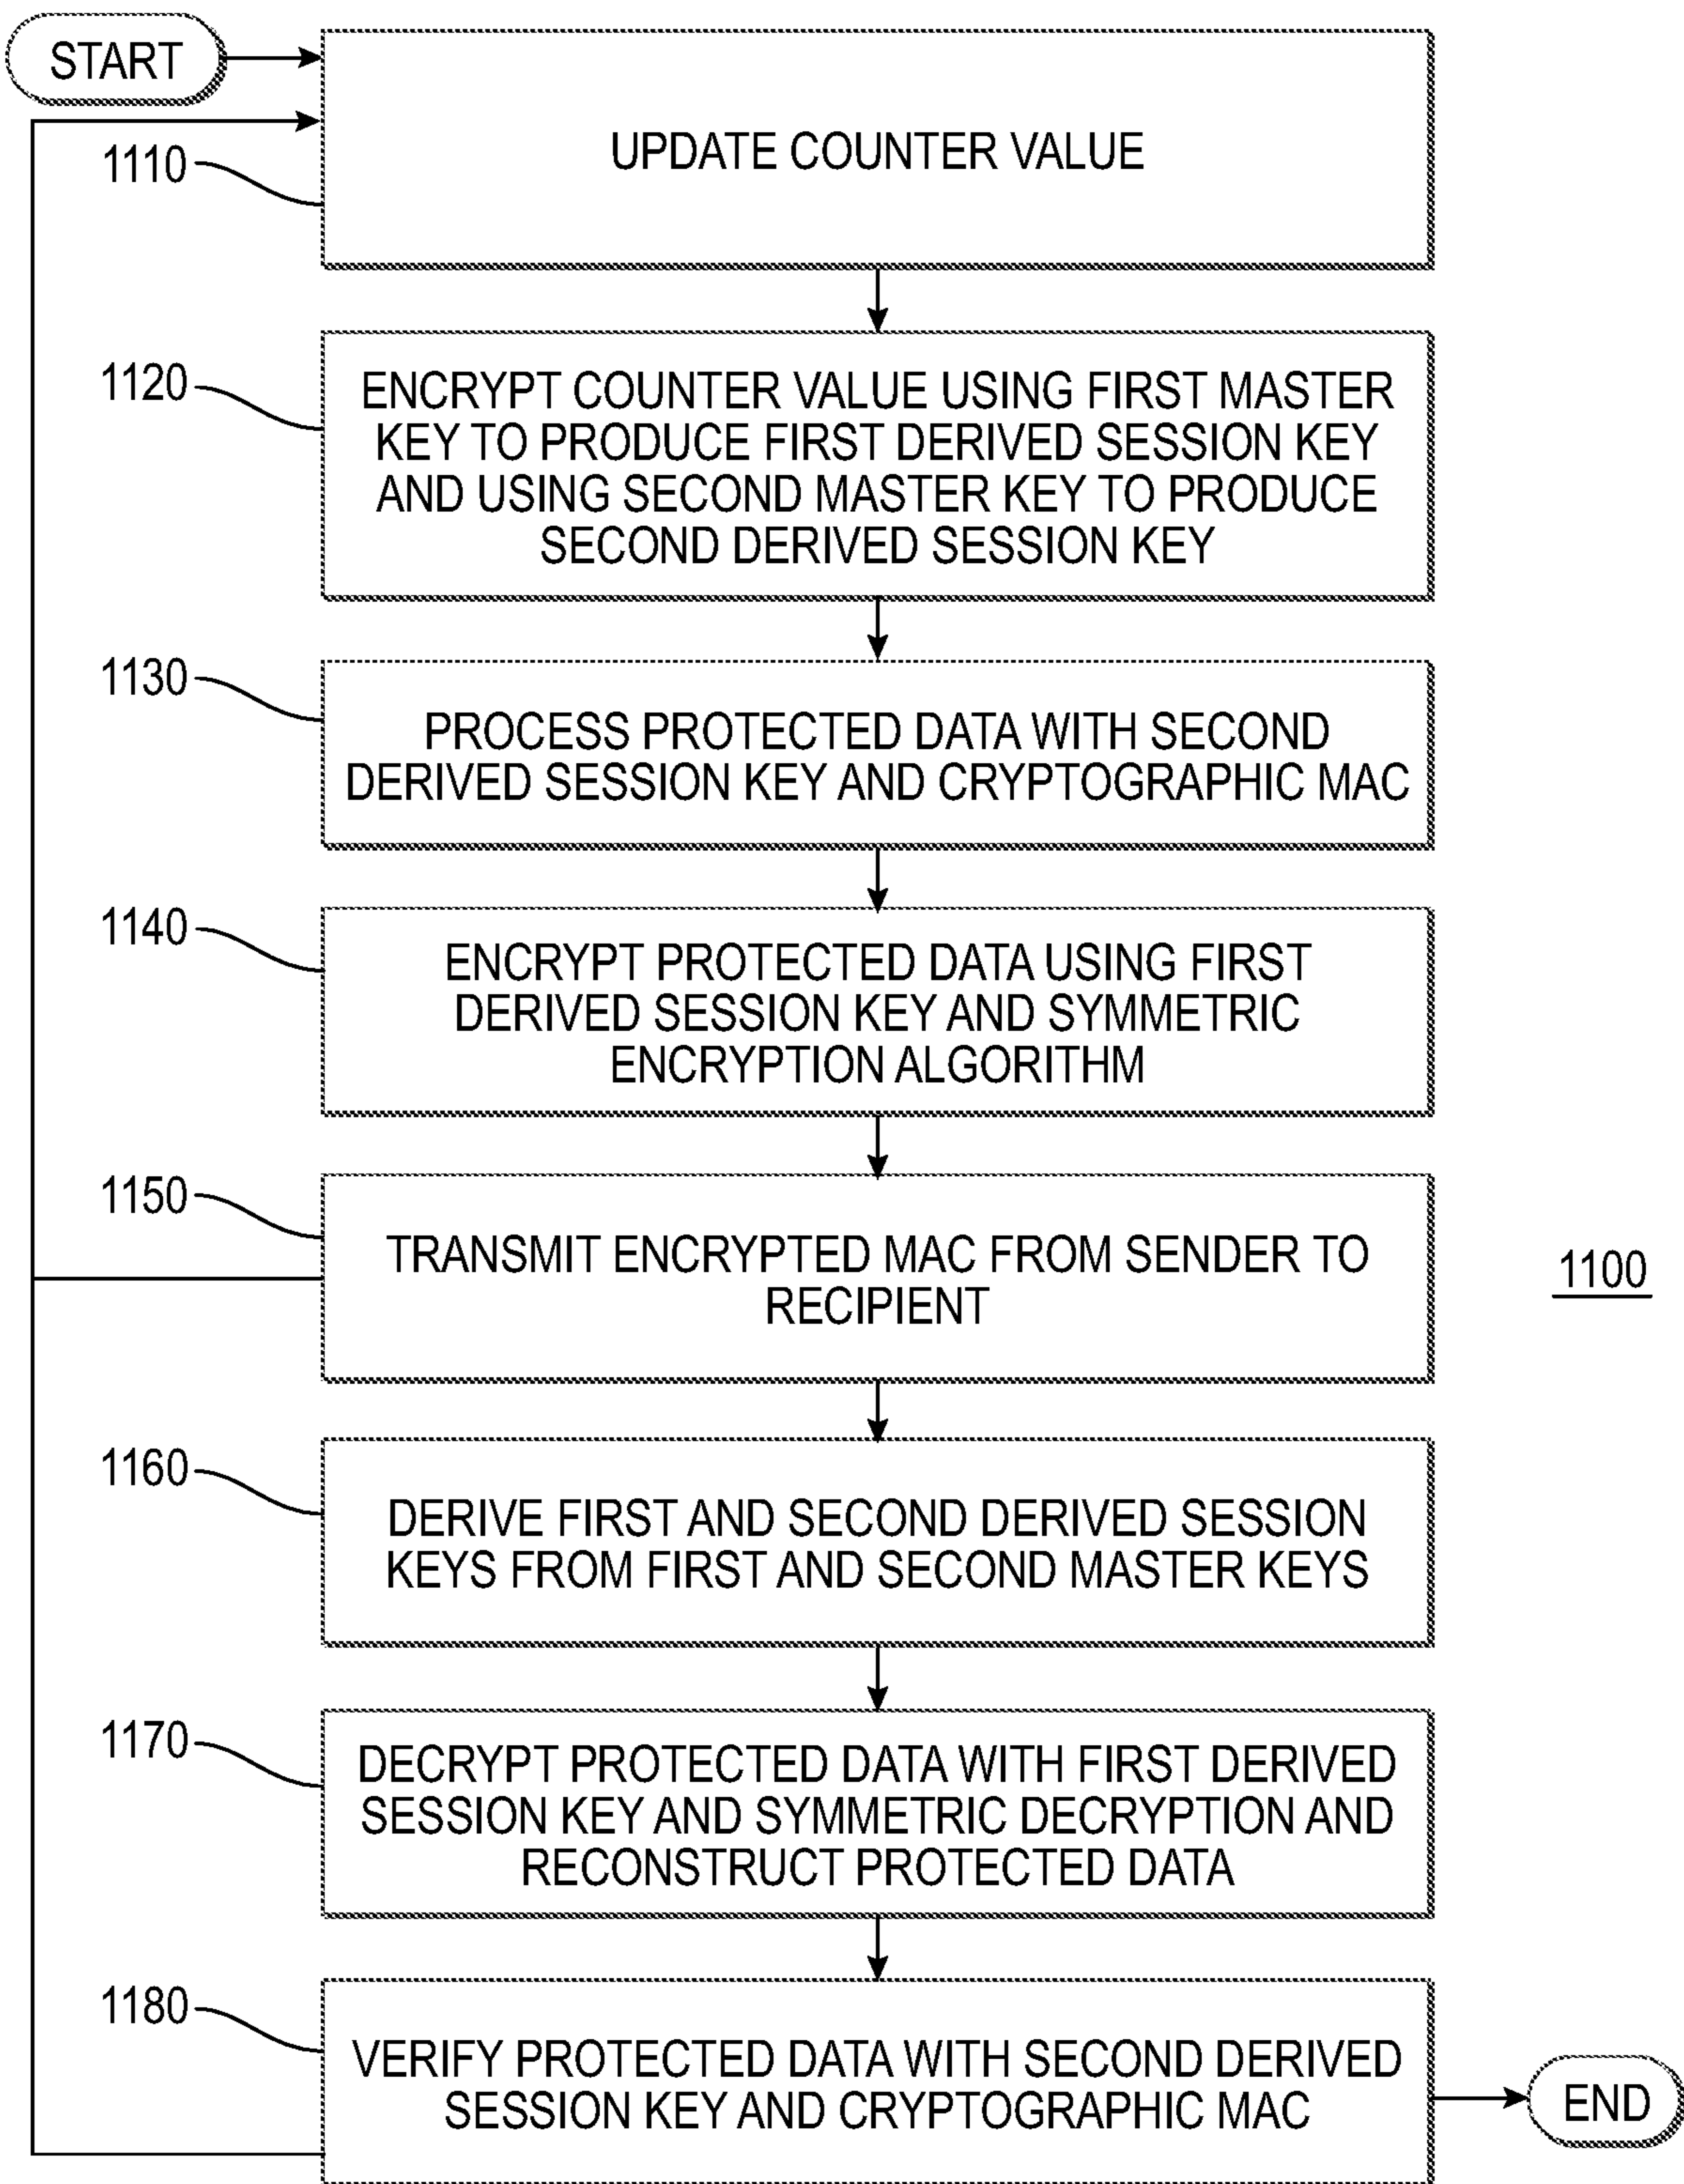 START
1110
UPDATE COUNTER VALUE
1120
ENCRYPT COUNTER VALUE USING FIRST MASTER
KEY TO PRODUCE FIRST DERIVED SESSION KEY
AND USING SECOND MASTER KEY TO PRODUCE
SECOND DERIVED SESSION KEY
1130
PROCESS PROTECTED DATA WITH SECOND
DERIVED SESSION KEY AND CRYPTOGRAPHIC MAC
1140
ENCRYPT PROTECTED DATA USING FIRST
DERIVED SESSION KEY AND SYMMETRIC
ENCRYPTION ALGORITHM
1150
TRANSMIT ENCRYPTED MAC FROM SENDER TO
RECIPIENT
1100
1160
DERIVE FIRST AND SECOND DERIVED SESSION
KEYS FROM FIRST AND SECOND MASTER KEYS
1170
DECRYPT PROTECTED DATA WITH FIRST DERIVED
SESSION KEY AND SYMMETRIC DECRYPTION AND
RECONSTRUCT PROTECTED DATA
1180
VERIFY PROTECTED DATA WITH SECOND DERIVED
SESSION KEY AND CRYPTOGRAPHIC MAC
END